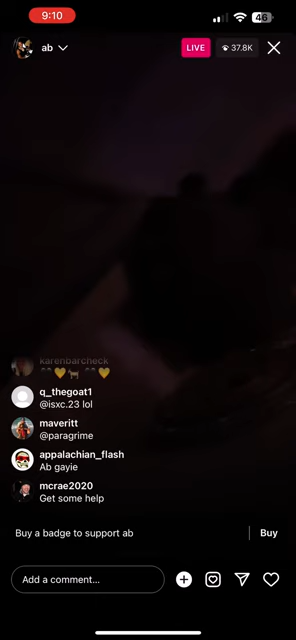 9:10
46
ab
LIVE
37.8K
karenbarcheck
q_thegoat1
@isxc.23 lol
maveritt
@paragrime
appalachian_flash
Ab gayie
mcrae2020
Get some help
Buy a badge to support ab
Buy
Add a comment...